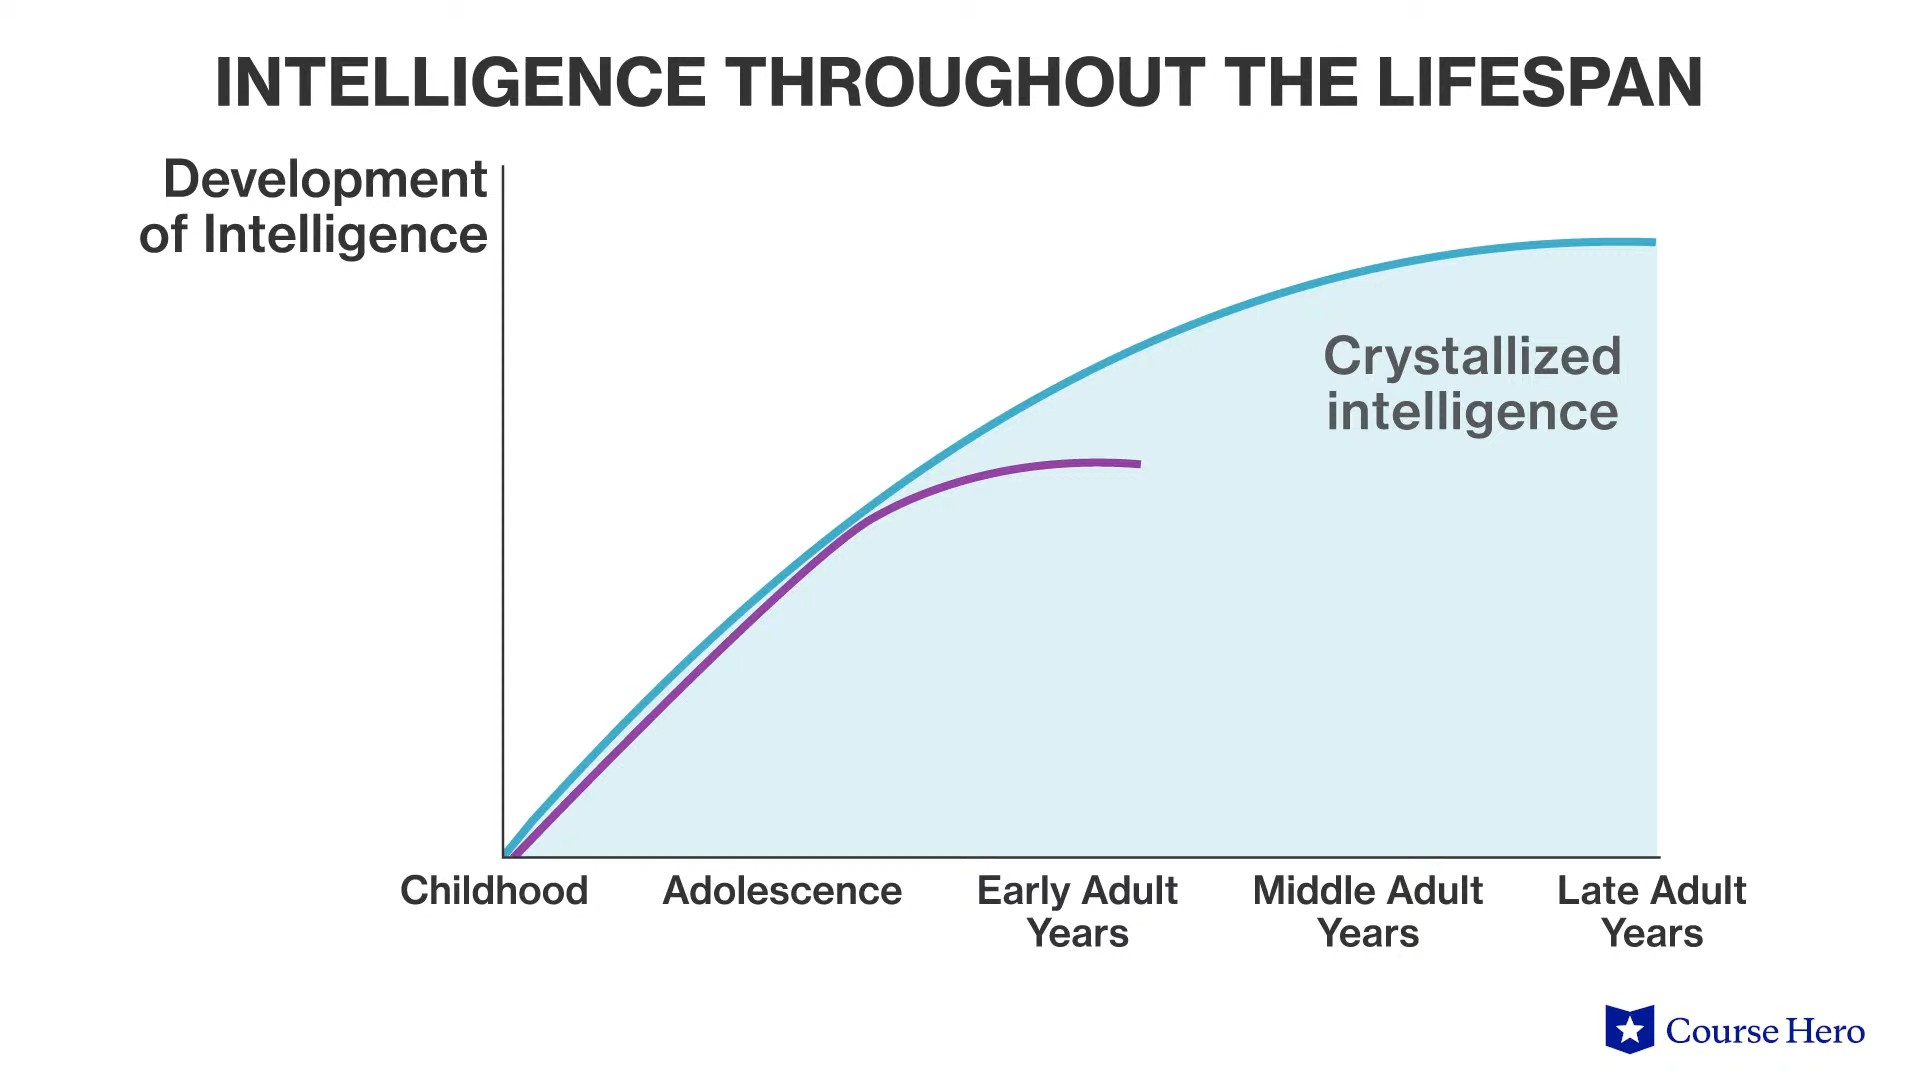 INTELLIGENCE THROUGHOUT THE LIFESPAN
Development
of Intelligence
Crystallized
intelligence
Childhood
Adolescence
Early Adult
Years
Middle Adult
Years
Late Adult
Years
Course Hero